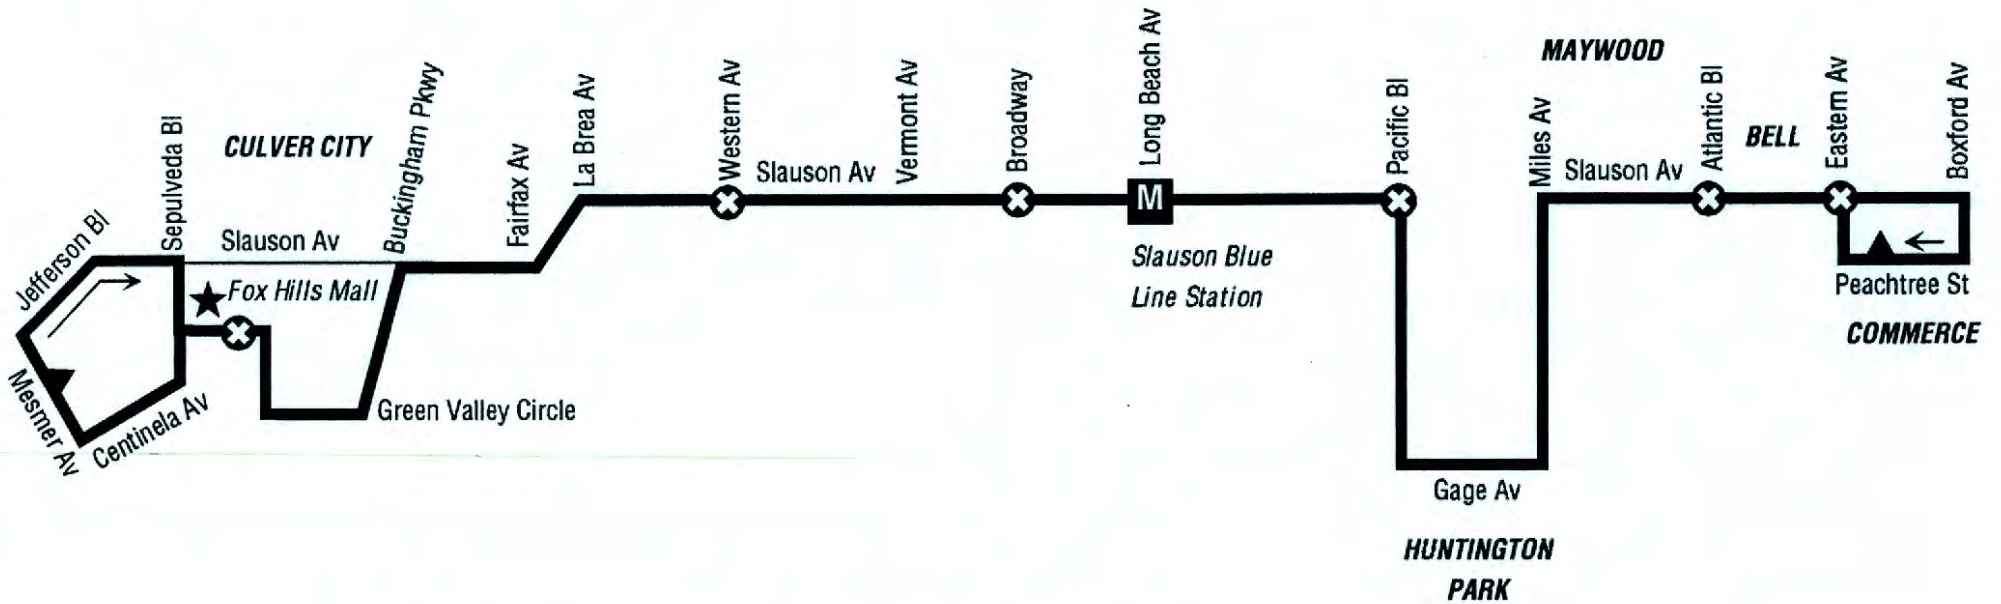 CULVER CITY
MAYWOOD
BELL
Jefferson Bl
Sepulveda Bl
Slauson Av
Buckingham Pkwy
Fairfax Av
La Brea Av
Western Av
Slauson Av
Vermont Av
Broadway
Long Beach Av
M
Pacific Bl
Miles Av
Slauson Av
Atlantic Bl
Eastern Av
Boxford Av
Fox Hills Mall
Slauson Blue
Line Station
Peachtree St
COMMERCE
Mesmer Av
Centinela Av
Green Valley Circle
Gage Av
HUNTINGTON
PARK